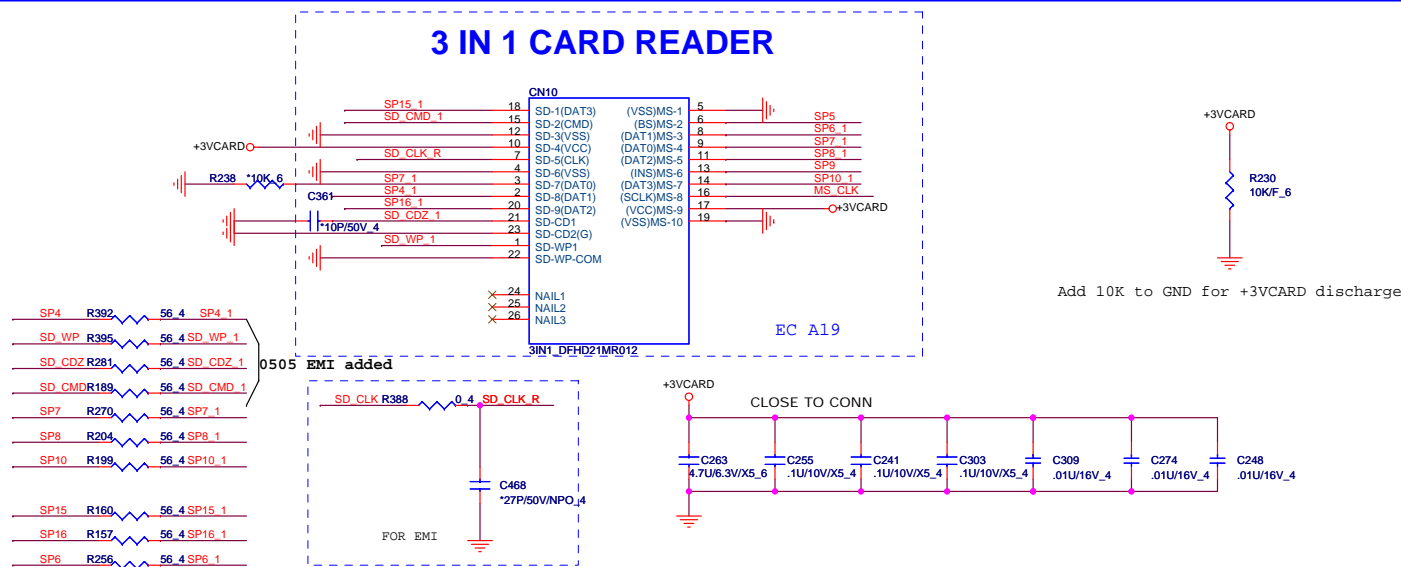 3 IN 1 CARD READER
CN10
SP15_1 18 SD-1(DAT3) (VSS)MS-1 5
SD_CMD_1 15 SD-2(CMD) (BS)MS-2 6 SP5
12 SD-3(VSS) (DAT1)MS-3 8 SP6_1
+3VCARD 10 SD-4(VCC) (DAT0)MS-4 9 SP7_1
SD_CLK_R 7 SD-5(CLK) (DAT2)MS-5 11 SP8_1
4 SD-6(VSS) (INS)MS-6 13 SP9
R238 *10K_6 SP7_1 3 SD-7(DAT0) (DAT3)MS-7 14 SP10_1
C361 SP4_1 2 SD-8(DAT1) (SCLK)MS-8 16 MS_CLK
SP16_1 20 SD-9(DAT2) (VCC)MS-9 17 +3VCARD
*10P/50V_4 SD_CDZ_1 21 SD-CD1 (VSS)MS-10 19
23 SD-CD2(G)
SD_WP_1 1 SD-WP1
22 SD-WP-COM
24 NAIL1
25 NAIL2
26 NAIL3
EC A19
3IN1_DFHD21MR012
+3VCARD
R230
10K/F_6
Add 10K to GND for +3VCARD discharge
SP4 R392 56_4 SP4_1
SD_WP R395 56_4 SD_WP_1
SD_CDZ R281 56_4 SD_CDZ_1
SD_CMD R189 56_4 SD_CMD_1
SP7 R270 56_4 SP7_1
SP8 R204 56_4 SP8_1
SP10 R199 56_4 SP10_1
SP15 R160 56_4 SP15_1
SP16 R157 56_4 SP16_1
SP6 R256 56_4 SP6_1
0505 EMI added
SD_CLK R388 0_4 SD_CLK_R
C468
*27P/50V/NPO_4
FOR EMI
+3VCARD
CLOSE TO CONN
C263 4.7U/6.3V/X5_6
C255 .1U/10V/X5_4
C241 .1U/10V/X5_4
C303 .1U/10V/X5_4
C309 .01U/16V_4
C274 .01U/16V_4
C248 .01U/16V_4